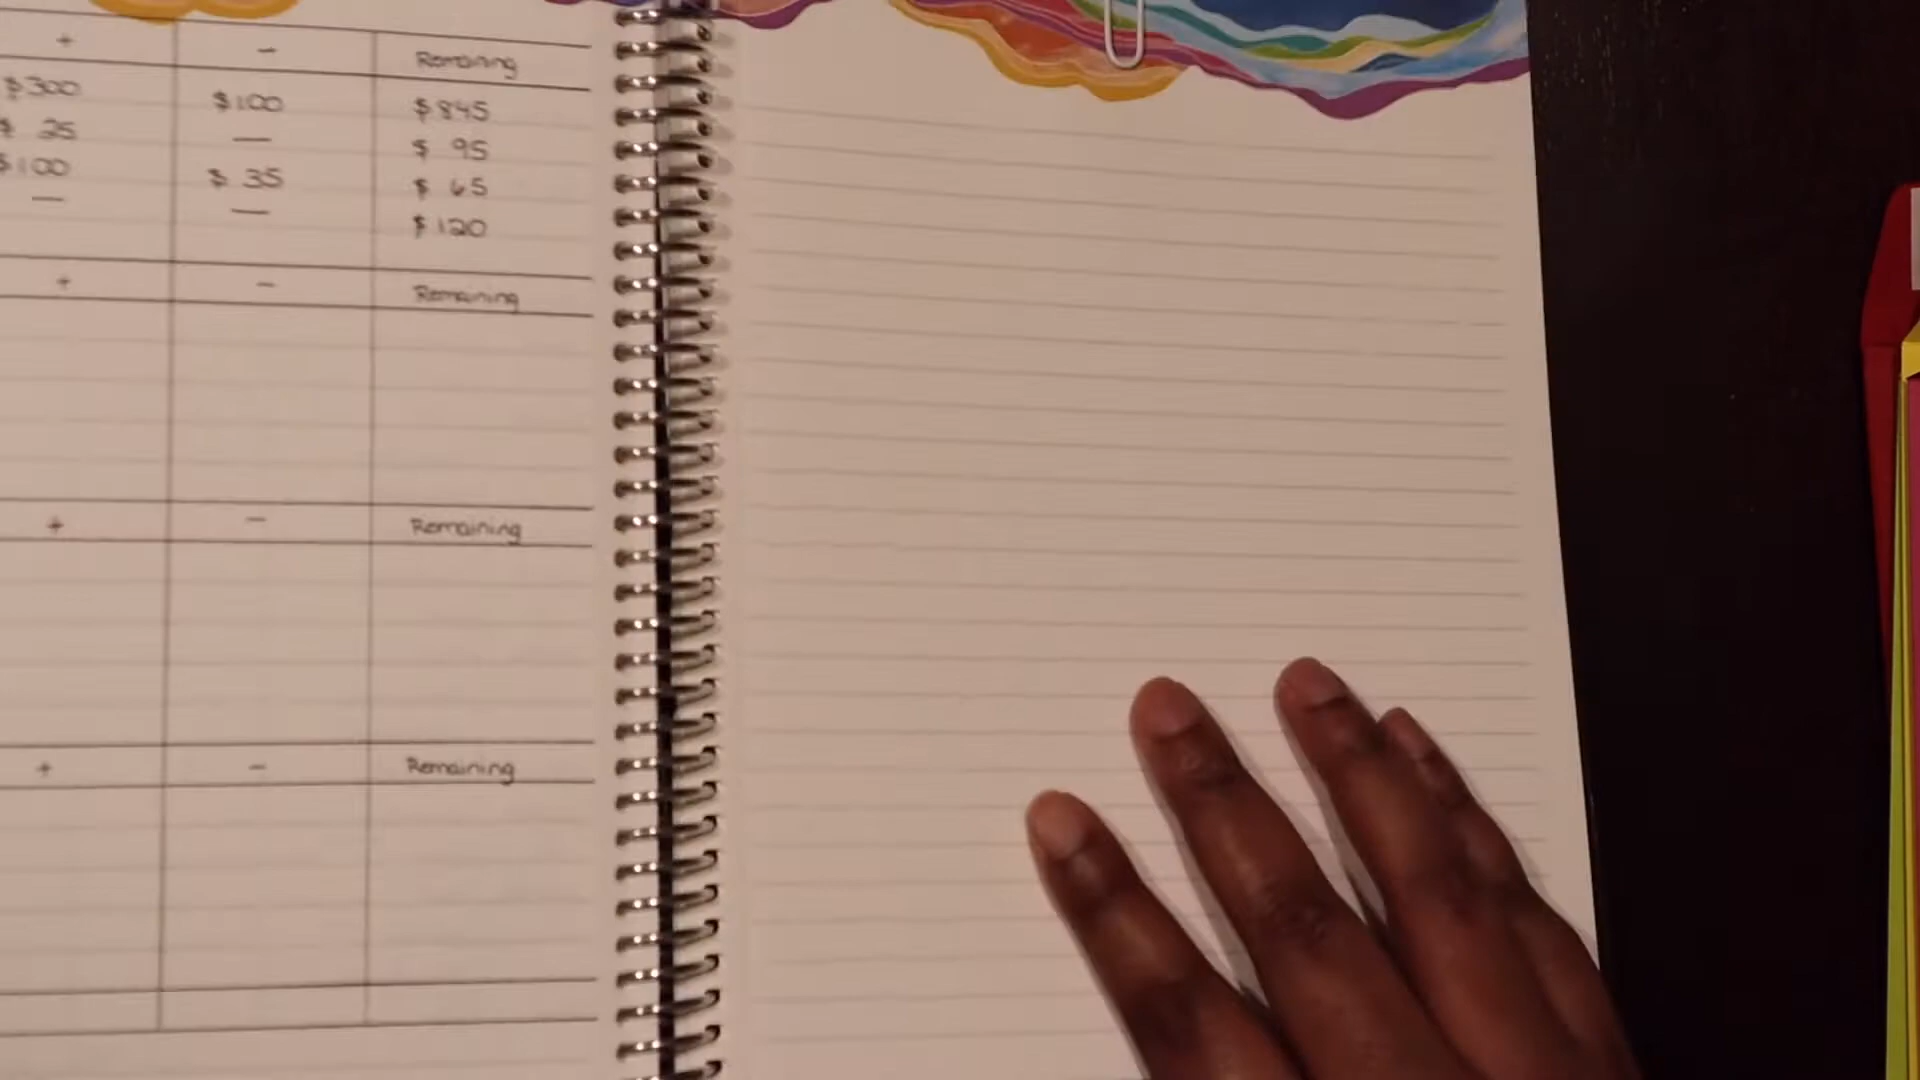 + - Remaining
$300 $100 $845
$ 25 — $ 95
$100 $ 35 $ 65
— — $120
+ - Remaining
+ - Remaining
+ - Remaining